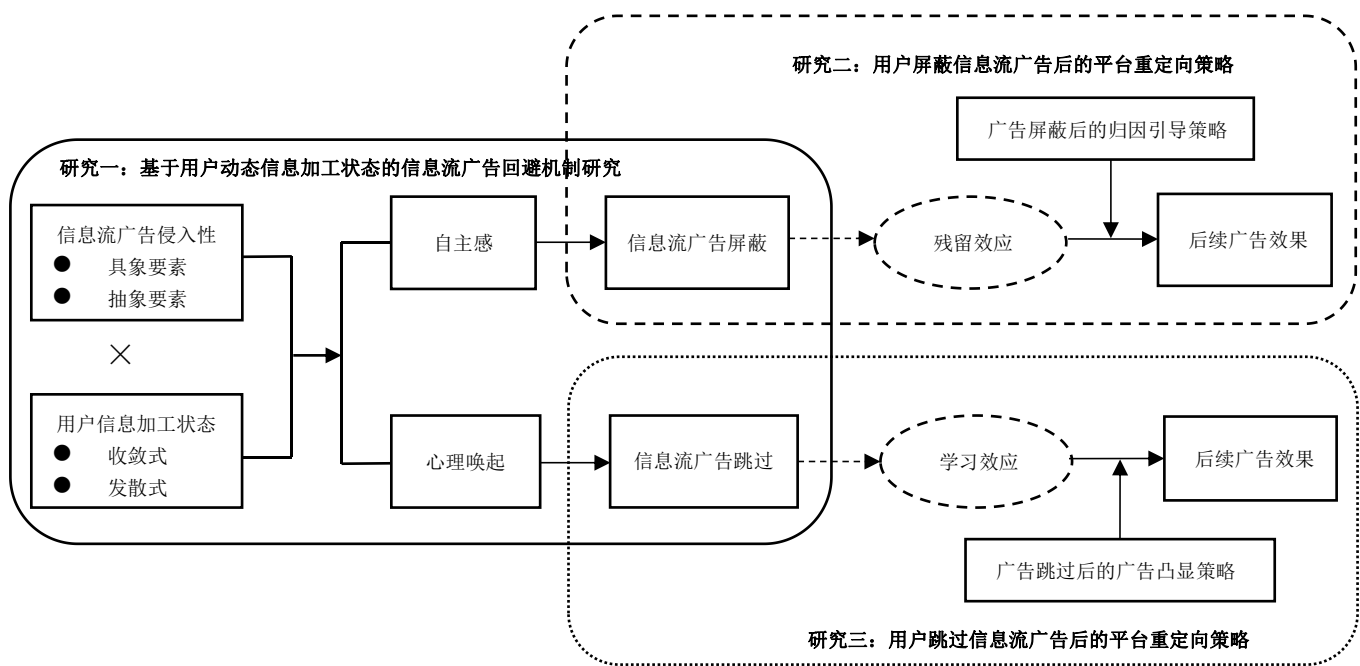 研究二：用户屏蔽信息流广告后的平台重定向策略
广告屏蔽后的归因引导策略
研究一：基于用户动态信息加工状态的信息流广告回避机制研究
信息流广告侵入性
● 具象要素
● 抽象要素
×
用户信息加工状态
● 收敛式
● 发散式
自主感
信息流广告屏蔽
残留效应
后续广告效果
心理唤起
信息流广告跳过
学习效应
后续广告效果
广告跳过后的广告凸显策略
研究三：用户跳过信息流广告后的平台重定向策略